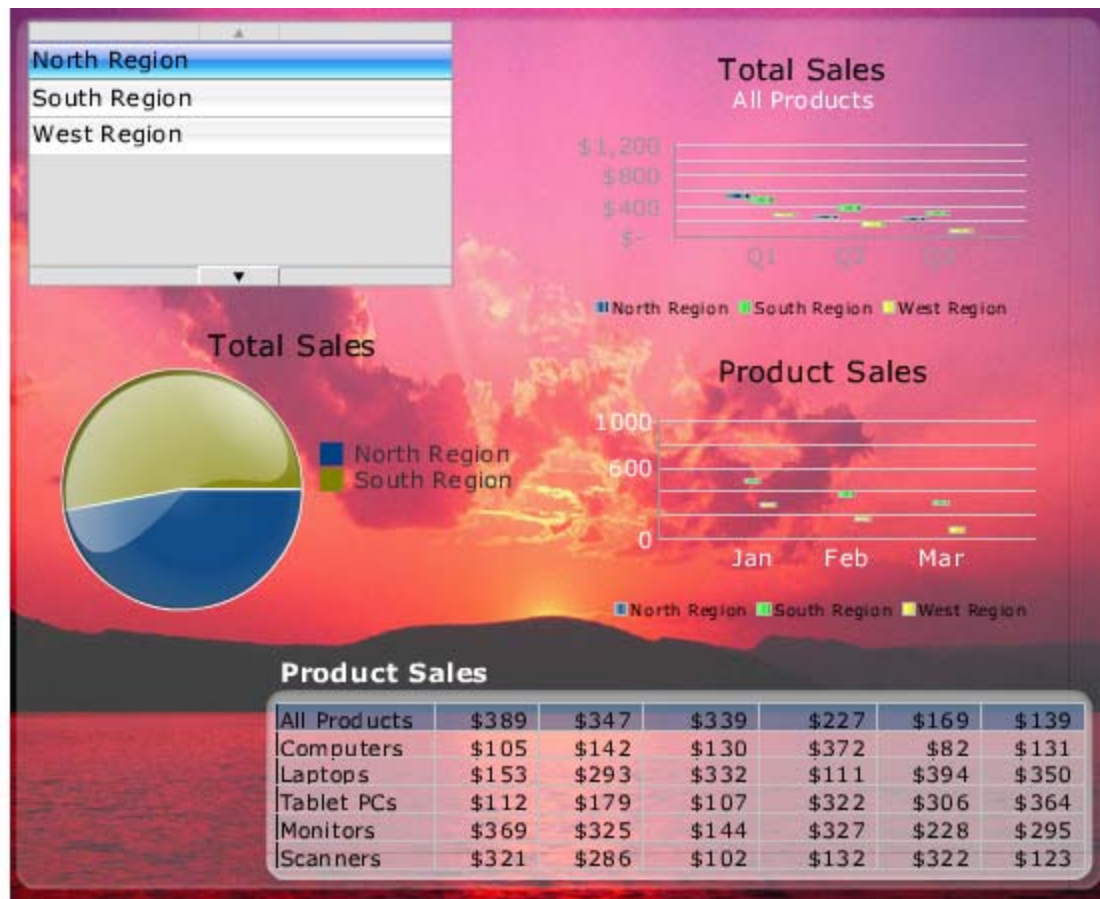 North Region
South Region
West Region
Total Sales
All Products
$1,200
$800
$400
$-
Q1 Q2 Q3
North Region South Region West Region
Total Sales
North Region
South Region
Product Sales
1000
600
0
Jan Feb Mar
North Region South Region West Region
Product Sales
All Products $389 $347 $339 $227 $169 $139
Computers $105 $142 $130 $372 $82 $131
Laptops $153 $293 $332 $111 $394 $350
Tablet PCs $112 $179 $107 $322 $306 $364
Monitors $369 $325 $144 $327 $228 $295
Scanners $321 $286 $102 $132 $322 $123